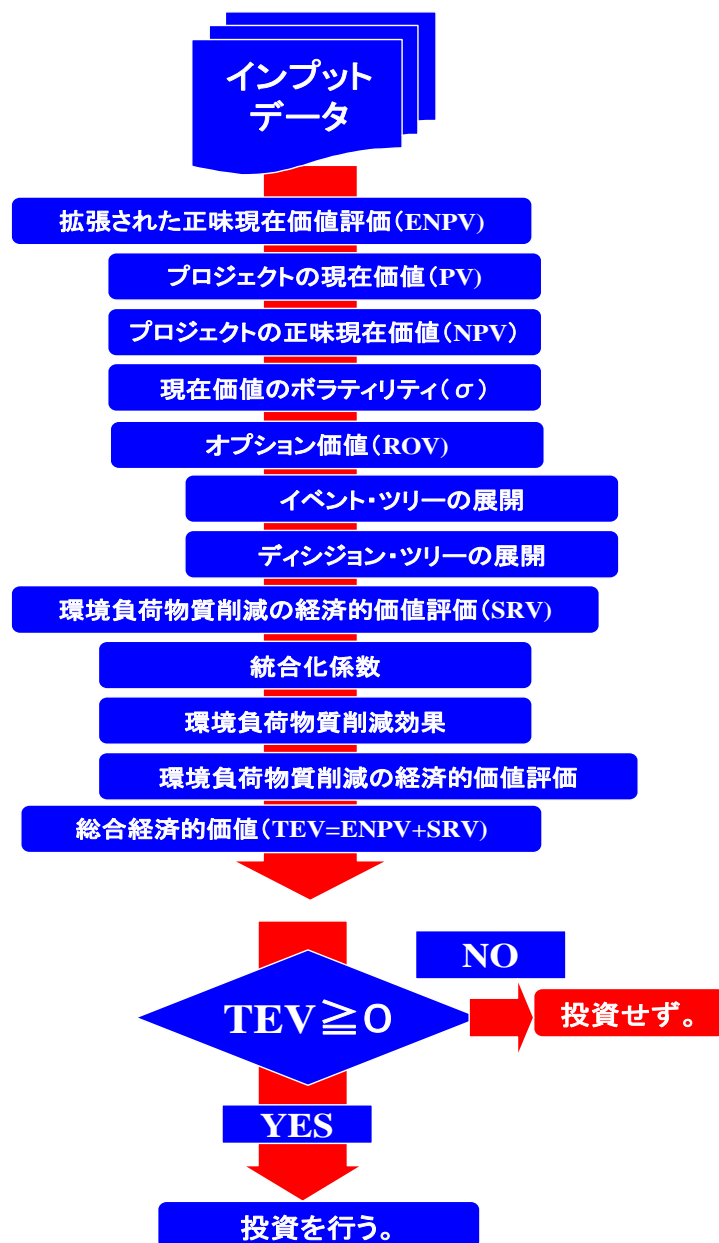 インプット
データ
拡張された正味現在価値評価（ENPV)
プロジェクトの現在価値（PV)
プロジェクトの正味現在価値（NPV）
現在価値のボラティリティ（σ）
オプション価値（ROV)
イベント・ツリーの展開
ディシジョン・ツリーの展開
環境負荷物質削減の経済的価値評価（SRV)
統合化係数
環境負荷物質削減効果
環境負荷物質削減の経済的価値評価
総合経済的価値（TEV=ENPV+SRV)
NO
TEV≧０
投資せず。
YES
投資を行う。